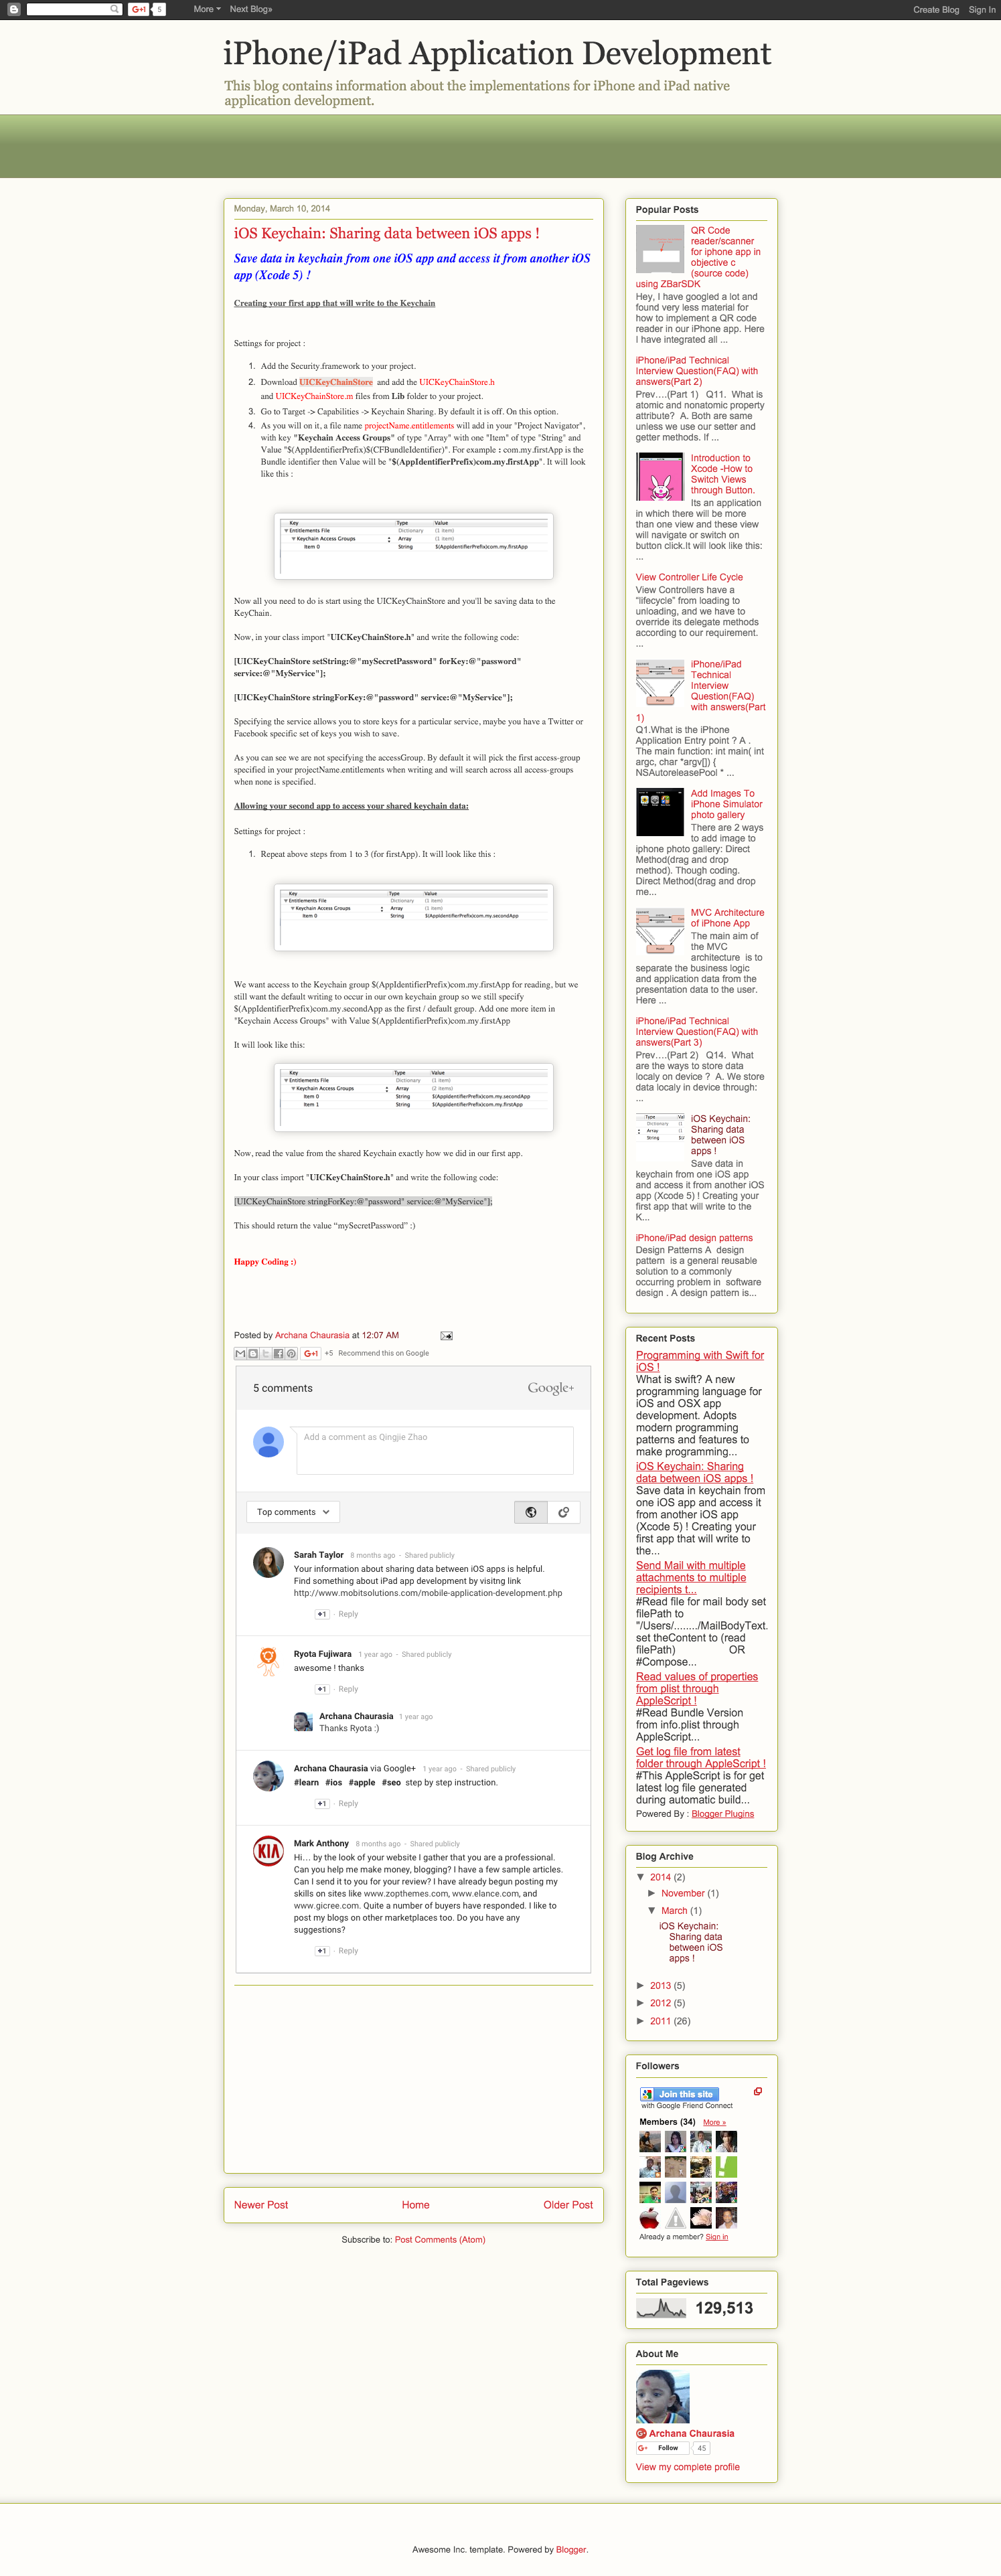 More Next Blog»
Create Blog Sign In
G+1 5
iPhone/iPad Application Development
This blog contains information about the implementations for iPhone and iPad native
application development.
Monday, March 10, 2014
iOS Keychain: Sharing data between iOS apps !
Save data in keychain from one iOS app and access it from another iOS
app (Xcode 5) !
Creating your first app that will write to the Keychain
Settings for project :
1. Add the Security.framework to your project.
2. Download UICKeyChainStore and add the UICKeyChainStore.h
and UICKeyChainStore.m files from Lib folder to your project.
3. Go to Target -> Capabilities -> Keychain Sharing. By default it is off. On this option.
4. As you will on it, a file name projectName.entitlements will add in your "Project Navigator",
with key "Keychain Access Groups" of type "Array" with one "Item" of type "String" and
Value "$(AppIdentifierPrefix)$(CFBundleIdentifier)". For example : com.my.firstApp is the
Bundle identifier then Value will be "$(AppIdentifierPrefix)com.my.firstApp". It will look
like this :
Key Type Value
Entitlements File Dictionary (1 item)
Keychain Access Groups Array (1 item)
Item 0 String $(AppIdentifierPrefix)com.my.firstApp
Now all you need to do is start using the UICKeyChainStore and you'll be saving data to the
KeyChain.
Now, in your class import "UICKeyChainStore.h" and write the following code:
[UICKeyChainStore setString:@"mySecretPassword" forKey:@"password"
service:@"MyService"];
[UICKeyChainStore stringForKey:@"password" service:@"MyService"];
Specifying the service allows you to store keys for a particular service, maybe you have a Twitter or
Facebook specific set of keys you wish to save.
As you can see we are not specifying the accessGroup. By default it will pick the first access-group
specified in your projectName.entitlements when writing and will search across all access-groups
when none is specified.
Allowing your second app to access your shared keychain data:
Settings for project :
1. Repeat above steps from 1 to 3 (for firstApp). It will look like this :
Key Type Value
Entitlements File Dictionary (1 item)
Keychain Access Groups Array (1 item)
Item 0 String $(AppIdentifierPrefix)com.my.secondApp
We want access to the Keychain group $(AppIdentifierPrefix)com.my.firstApp for reading, but we
still want the default writing to occur in our own keychain group so we still specify
$(AppIdentifierPrefix)com.my.secondApp as the first / default group. Add one more item in
"Keychain Access Groups" with Value $(AppIdentifierPrefix)com.my.firstApp
It will look like this:
Key Type Value
Entitlements File Dictionary (1 item)
Keychain Access Groups Array (2 items)
Item 0 String $(AppIdentifierPrefix)com.my.secondApp
Item 1 String $(AppIdentifierPrefix)com.my.firstApp
Now, read the value from the shared Keychain exactly how we did in our first app.
In your class import "UICKeyChainStore.h" and write the following code:
[UICKeyChainStore stringForKey:@"password" service:@"MyService"];
This should return the value “mySecretPassword” :)
Happy Coding :)
Posted by Archana Chaurasia at 12:07 AM
G+1 +5 Recommend this on Google
5 comments Google+
Add a comment as Qingjie Zhao
Top comments
Sarah Taylor 8 months ago - Shared publicly
Your information about sharing data between iOS apps is helpful.
Find something about iPad app development by visitng link
http://www.mobitsolutions.com/mobile-application-development.php
+1 · Reply
Ryota Fujiwara 1 year ago - Shared publicly
awesome ! thanks
+1 · Reply
Archana Chaurasia 1 year ago
Thanks Ryota :)
Archana Chaurasia via Google+ 1 year ago - Shared publicly
#learn #ios #apple #seo step by step instruction.
+1 · Reply
KIA
Mark Anthony 8 months ago - Shared publicly
Hi... by the look of your website I gather that you are a professional.
Can you help me make money, blogging? I have a few sample articles.
Can I send it to you for your review? I have already begun posting my
skills on sites like www.zopthemes.com, www.elance.com, and
www.gicree.com. Quite a number of buyers have responded. I like to
post my blogs on other marketplaces too. Do you have any
suggestions?
+1 · Reply
Newer Post Home Older Post
Subscribe to: Post Comments (Atom)
Popular Posts
QR Code
reader/scanner
for iphone app in
objective c
(source code)
using ZBarSDK
Hey, I have googled a lot and
found very less material for
how to implement a QR code
reader in our iPhone app. Here
I have integrated all ...
iPhone/iPad Technical
Interview Question(FAQ) with
answers(Part 2)
Prev....(Part 1) Q11. What is
atomic and nonatomic property
attribute? A. Both are same
unless we use our setter and
getter methods. If ...
Introduction to
Xcode -How to
Switch Views
through Button.
Its an application
in which there will be more
than one view and these view
will navigate or switch on
button click.It will look like this:
...
View Controller Life Cycle
View Controllers have a
“lifecycle” from loading to
unloading, and we have to
override its delegate methods
according to our requirement.
...
iPhone/iPad
Technical
Interview
Question(FAQ)
with answers(Part
1)
Q1.What is the iPhone
Application Entry point ? A .
The main function: int main( int
argc, char *argv[]) {
NSAutoreleasePool * ...
Add Images To
iPhone Simulator
photo gallery
There are 2 ways
to add image to
iphone photo gallery: Direct
Method(drag and drop
method). Though coding.
Direct Method(drag and drop
me...
MVC Architecture
of iPhone App
The main aim of
the MVC
architecture is to
separate the business logic
and application data from the
presentation data to the user.
Here ...
iPhone/iPad Technical
Interview Question(FAQ) with
answers(Part 3)
Prev....(Part 2) Q14. What
are the ways to store data
localy on device ? A. We store
data localy in device through:
...
iOS Keychain:
Sharing data
between iOS
apps !
Save data in
keychain from one iOS app
and access it from another iOS
app (Xcode 5) ! Creating your
first app that will write to the
K...
iPhone/iPad design patterns
Design Patterns A design
pattern is a general reusable
solution to a commonly
occurring problem in software
design . A design pattern is...
Recent Posts
Programming with Swift for
iOS !
What is swift? A new
programming language for
iOS and OSX app
development. Adopts
modern programming
patterns and features to
make programming...
iOS Keychain: Sharing
data between iOS apps !
Save data in keychain from
one iOS app and access it
from another iOS app
(Xcode 5) ! Creating your
first app that will write to
the...
Send Mail with multiple
attachments to multiple
recipients t...
#Read file for mail body set
filePath to
"/Users/......../MailBodyText.
set theContent to (read
filePath) OR
#Compose...
Read values of properties
from plist through
AppleScript !
#Read Bundle Version
from info.plist through
AppleScript...
Get log file from latest
folder through AppleScript !
#This AppleScript is for get
latest log file generated
during automatic build...
Powered By : Blogger Plugins
Blog Archive
▼ 2014 (2)
► November (1)
▼ March (1)
iOS Keychain:
Sharing data
between iOS
apps !
► 2013 (5)
► 2012 (5)
► 2011 (26)
Followers
Join this site
with Google Friend Connect
Members (34) More »
Already a member? Sign in
Total Pageviews
129,513
About Me
Archana Chaurasia
G+ Follow 45
View my complete profile
Awesome Inc. template. Powered by Blogger.